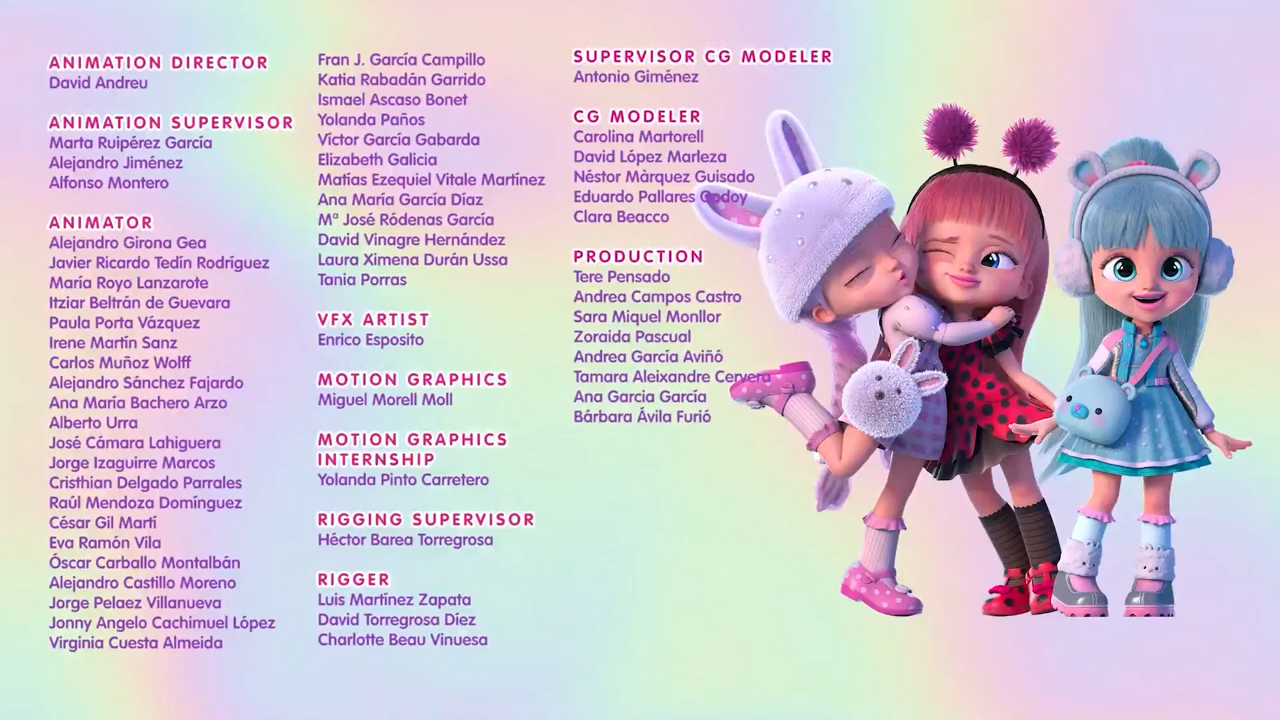 ANIMATION DIRECTOR
David Andreu
ANIMATION SUPERVISOR
Marta Ruipérez García
Alejandro Jiménez
Alfonso Montero
ANIMATOR
Alejandro Girona Gea
Javier Ricardo Tedín Rodríguez
María Royo Lanzarote
Itziar Beltrán de Guevara
Paula Porta Vázquez
Irene Martín Sanz
Carlos Muñoz Wolff
Alejandro Sánchez Fajardo
Ana María Bachero Arzo
Alberto Urra
José Cámara Lahiguera
Jorge Izaguirre Marcos
Cristhian Delgado Parrales
Raúl Mendoza Domínguez
César Gil Martí
Eva Ramón Vila
Óscar Carballo Montalbán
Alejandro Castillo Moreno
Jorge Pelaez Villanueva
Jonny Angelo Cachimuel López
Virginia Cuesta Almeida
Fran J. García Campillo
Katia Rabadán Garrido
Ismael Ascaso Bonet
Yolanda Paños
Víctor García Gabarda
Elizabeth Galicia
Matías Ezequiel Vitale Martínez
Ana María García Díaz
Mª José Ródenas García
David Vinagre Hernández
Laura Ximena Durán Ussa
Tania Porras
VFX ARTIST
Enrico Esposito
MOTION GRAPHICS
Miguel Morell Moll
MOTION GRAPHICS
INTERNSHIP
Yolanda Pinto Carretero
RIGGING SUPERVISOR
Héctor Barea Torregrosa
RIGGER
Luis Martínez Zapata
David Torregrosa Díez
Charlotte Beau Vinuesa
SUPERVISOR CG MODELER
Antonio Giménez
CG MODELER
Carolina Martorell
David López Marleza
Néstor Màrquez Guisado
Eduardo Pallares Godoy
Clara Beacco
PRODUCTION
Tere Pensado
Andrea Campos Castro
Sara Miquel Monllor
Zoraida Pascual
Andrea García Aviñó
Tamara Aleixandre Cervera
Ana Garcia García
Bárbara Ávila Furió